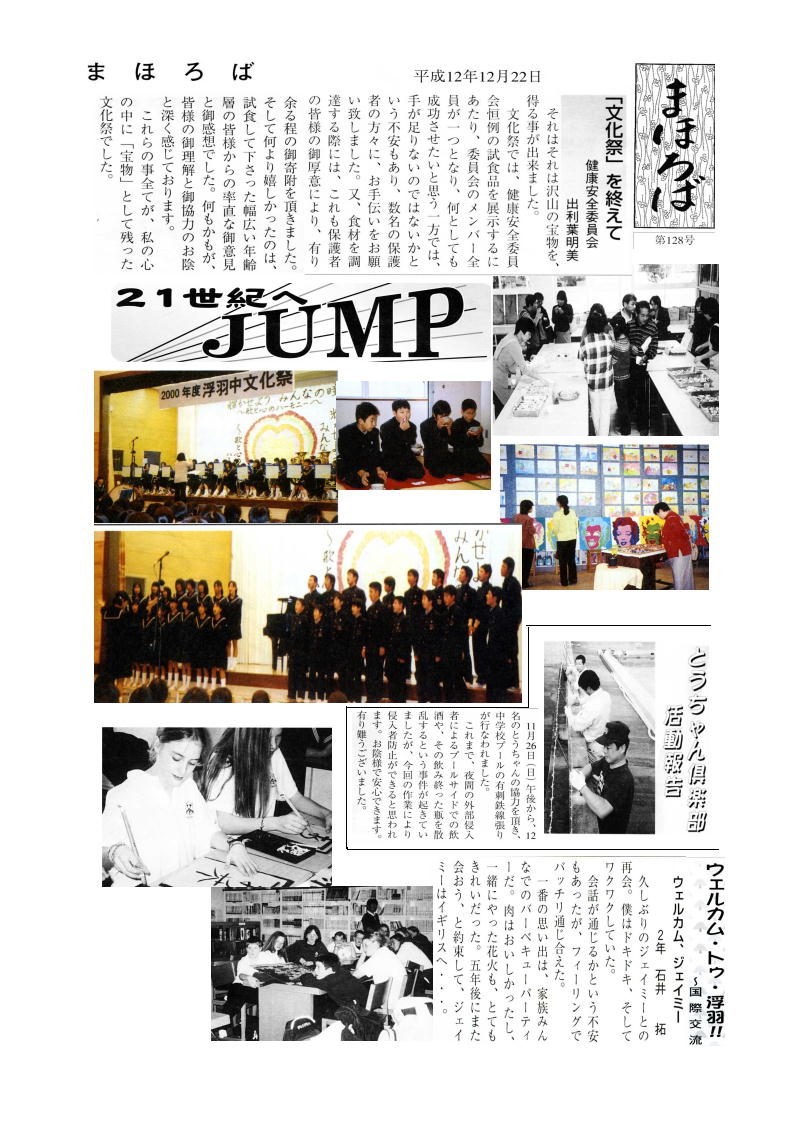 まほろば
平成12年12月22日
まほろば
第128号
「文化祭」を終えて
健康安全委員会
出利葉明美
それはそれは沢山の宝物を、
得る事が出来ました。
文化祭では、健康安全委員
会恒例の試食品を展示するに
あたり、委員会のメンバー全
員が一つとなり、何としても
成功させたいと思う一方では、
手が足りないのではないかと
いう不安もあり、数名の保護
者の方々に、お手伝いをお願
い致しました。又、食材を調
達する際には、これも保護者
の皆様の御厚意により、有り
余る程の御寄附を頂きました。
そして何より嬉しかったのは、
試食して下さった幅広い年齢
層の皆様からの率直な御意見
と御感想でした。何もかもが、
皆様の御理解と御協力のお陰
と深く感じております。
これらの事全てが、私の心
の中に「宝物」として残った
文化祭でした。
21世紀へ
JUMP
2000年度浮羽中文化祭
輝かせよう みんなの時
〜歌と心のハーモニーへ〜
とうちゃん倶楽部
活動報告
11月26日(日)午後から、12
名のとうちゃんの協力を頂き、
中学校プールの有刺鉄線張り
が行なわれました。
これまで、夜間の外部侵入
者によるプールサイドでの飲
酒や、その飲み終った瓶を散
乱するという事件が起きてい
ましたが、今回の作業により
侵入者防止ができると思われ
ます。お陰様で安心できます。
有り難うございました。
ウェルカム・トゥ・浮羽!!
〜国際交流
ウェルカム、ジェイミー
2年 石井 拓
久しぶりのジェイミーとの
再会。僕はドキドキ、そして
ワクワクしていた。
会話が通じるかという不安
もあったが、フィーリングで
バッチリ通じ合えた。
一番の思い出は、家族みん
なでのバーベキューパーティ
ーだ。肉はおいしかったし、
一緒にやった花火も、とても
きれいだった。五年後にまた
会おう、と約束して、ジェイ
ミーはイギリスへ・・・。